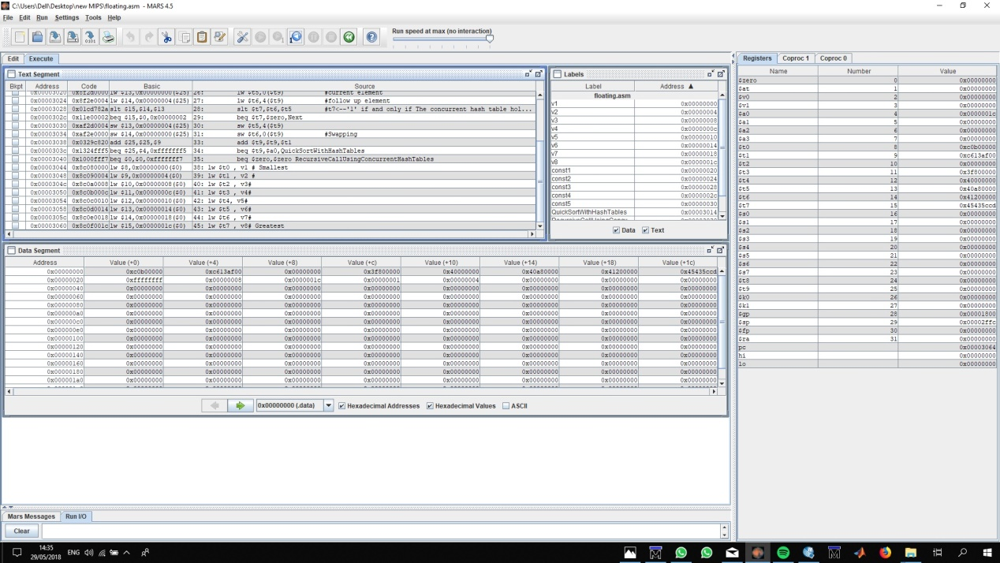 C:\Users\Dell\Desktop\new MIPS\floating.asm - MARS 4.5
File Edit Run Settings Tools Help
Run speed at max (no interaction)
Edit Execute
Text Segment
Bkpt Address Code Basic Source
0x00003020 0x8f2d0000 lw $13,0x00000000($25) 26: lw $t5,0($t9) #current element
0x00003024 0x8f2e0004 lw $14,0x00000004($25) 27: lw $t6,4($t9) #follow up element
0x00003028 0x01cd782a slt $15,$14,$13 28: slt $t7,$t6,$t5 #t7<--'1' if and only if The concurrent hash table hol...
0x0000302c 0x11e00002 beq $15,$0,0x00000002 29: beq $t7,$zero,Next
0x00003030 0xaf2d0004 sw $13,0x00000004($25) 30: sw $t5,4($t9)
0x00003034 0xaf2e0000 sw $14,0x00000000($25) 31: sw $t6,0($t9) #Swapping
0x00003038 0x0329c820 add $25,$25,$9 33: add $t9,$t9,$t1
0x0000303c 0x1324fff5 beq $25,$4,0xfffffff5 34: beq $t9,$a0,QuickSortWithHashTables
0x00003040 0x1000fff7 beq $0,$0,0xfffffff7 35: beq $zero,$zero RecursiveCallUsingConcurrentHashTables
0x00003044 0x8c080000 lw $8,0x00000000($0) 38: lw $t0 , v1 # Smallest
0x00003048 0x8c090004 lw $9,0x00000004($0) 39: lw $t1 , v2 #
0x0000304c 0x8c0a0008 lw $10,0x00000008($0) 40: lw $t2 , v3#
0x00003050 0x8c0b000c lw $11,0x0000000c($0) 41: lw $t3 , v4#
0x00003054 0x8c0c0010 lw $12,0x00000010($0) 42: lw $t4, v5#
0x00003058 0x8c0d0014 lw $13,0x00000014($0) 43: lw $t5 , v6#
0x0000305c 0x8c0e0018 lw $14,0x00000018($0) 44: lw $t6 , v7#
0x00003060 0x8c0f001c lw $15,0x0000001c($0) 45: lw $t7 , v8# Greatest
Labels
Label Address ▲
floating.asm
v1 0x00000000
v2 0x00000004
v3 0x00000008
v4 0x0000000c
v5 0x00000010
v6 0x00000014
v7 0x00000018
v8 0x0000001c
const1 0x00000020
const2 0x00000024
const3 0x00000028
const4 0x0000002c
const5 0x00000030
QuickSortWithHashTables 0x00003014
Data Text
Data Segment
Address Value (+0) Value (+4) Value (+8) Value (+c) Value (+10) Value (+14) Value (+18) Value (+1c)
0x00000000 0xc0b00000 0xc613af00 0x00000000 0x3f800000 0x40000000 0x40a80000 0x41200000 0x45435ccd
0x00000020 0xffffffff 0x00000008 0x0000001c 0x00000001 0x00000004 0x00000000 0x00000000 0x00000000
0x00000040 0x00000000 0x00000000 0x00000000 0x00000000 0x00000000 0x00000000 0x00000000 0x00000000
0x00000060 0x00000000 0x00000000 0x00000000 0x00000000 0x00000000 0x00000000 0x00000000 0x00000000
0x00000080 0x00000000 0x00000000 0x00000000 0x00000000 0x00000000 0x00000000 0x00000000 0x00000000
0x000000a0 0x00000000 0x00000000 0x00000000 0x00000000 0x00000000 0x00000000 0x00000000 0x00000000
0x000000c0 0x00000000 0x00000000 0x00000000 0x00000000 0x00000000 0x00000000 0x00000000 0x00000000
0x000000e0 0x00000000 0x00000000 0x00000000 0x00000000 0x00000000 0x00000000 0x00000000 0x00000000
0x00000100 0x00000000 0x00000000 0x00000000 0x00000000 0x00000000 0x00000000 0x00000000 0x00000000
0x00000120 0x00000000 0x00000000 0x00000000 0x00000000 0x00000000 0x00000000 0x00000000 0x00000000
0x00000140 0x00000000 0x00000000 0x00000000 0x00000000 0x00000000 0x00000000 0x00000000 0x00000000
0x00000160 0x00000000 0x00000000 0x00000000 0x00000000 0x00000000 0x00000000 0x00000000 0x00000000
0x00000180 0x00000000 0x00000000 0x00000000 0x00000000 0x00000000 0x00000000 0x00000000 0x00000000
0x000001a0 0x00000000 0x00000000 0x00000000 0x00000000 0x00000000 0x00000000 0x00000000 0x00000000
0x00000000 (.data) Hexadecimal Addresses Hexadecimal Values ASCII
Mars Messages Run I/O
Clear
Registers Coproc 1 Coproc 0
Name Number Value
$zero 0 0x00000000
$at 1 0x00000000
$v0 2 0x00000000
$v1 3 0x00000000
$a0 4 0x0000001c
$a1 5 0x00000000
$a2 6 0x00000000
$a3 7 0x00000000
$t0 8 0xc0b00000
$t1 9 0xc613af00
$t2 10 0x00000000
$t3 11 0x3f800000
$t4 12 0x40000000
$t5 13 0x40a80000
$t6 14 0x41200000
$t7 15 0x45435ccd
$s0 16 0x00000000
$s1 17 0x00000000
$s2 18 0x00000000
$s3 19 0x00000000
$s4 20 0x00000000
$s5 21 0x00000000
$s6 22 0x00000000
$s7 23 0x00000000
$t8 24 0x00000000
$t9 25 0x00000000
$k0 26 0x00000000
$k1 27 0x00000000
$gp 28 0x00001800
$sp 29 0x00002ffc
$fp 30 0x00000000
$ra 31 0x00000000
pc 0x00003064
hi 0x00000000
lo 0x00000000
14:35
ENG
29/05/2018